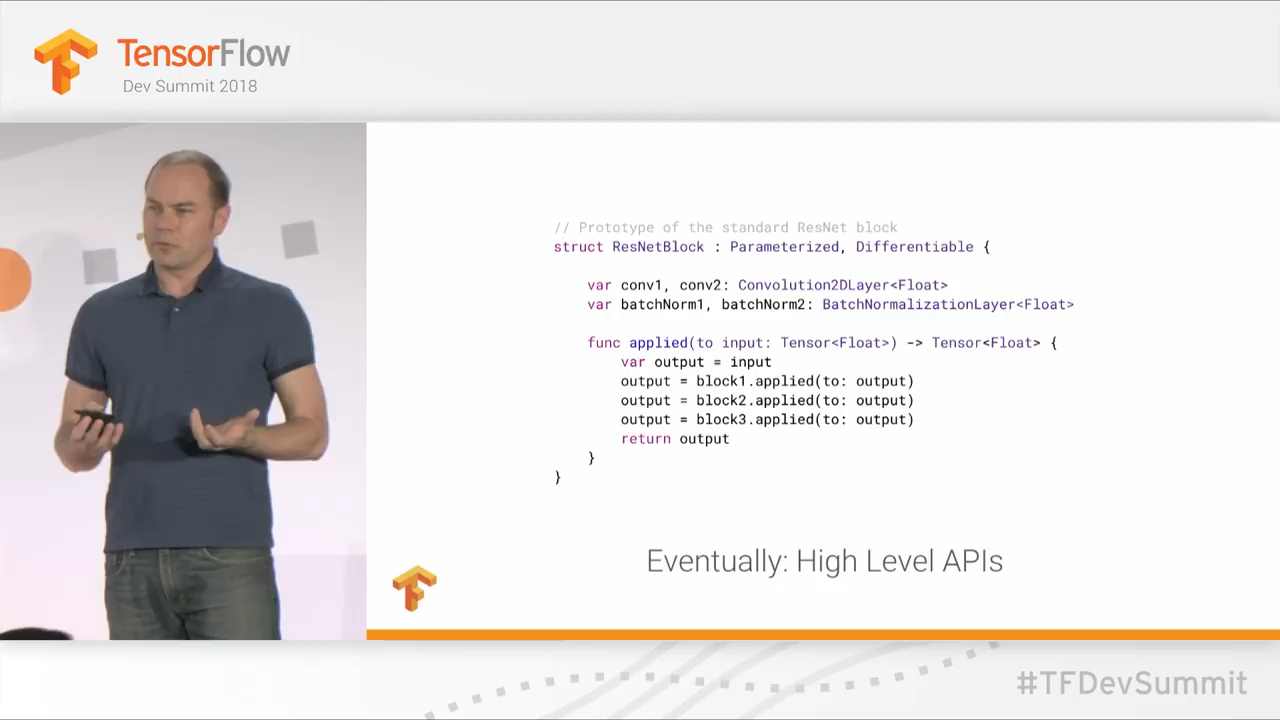 TensorFlow
Dev Summit 2018
// Prototype of the standard ResNet block
struct ResNetBlock : Parameterized, Differentiable {
var conv1, conv2: Convolution2DLayer<Float>
var batchNorm1, batchNorm2: BatchNormalizationLayer<Float>
func applied(to input: Tensor<Float>) -> Tensor<Float> {
var output = input
output = block1.applied(to: output)
output = block2.applied(to: output)
output = block3.applied(to: output)
return output
}
}
Eventually: High Level APIs
#TFDevSummit